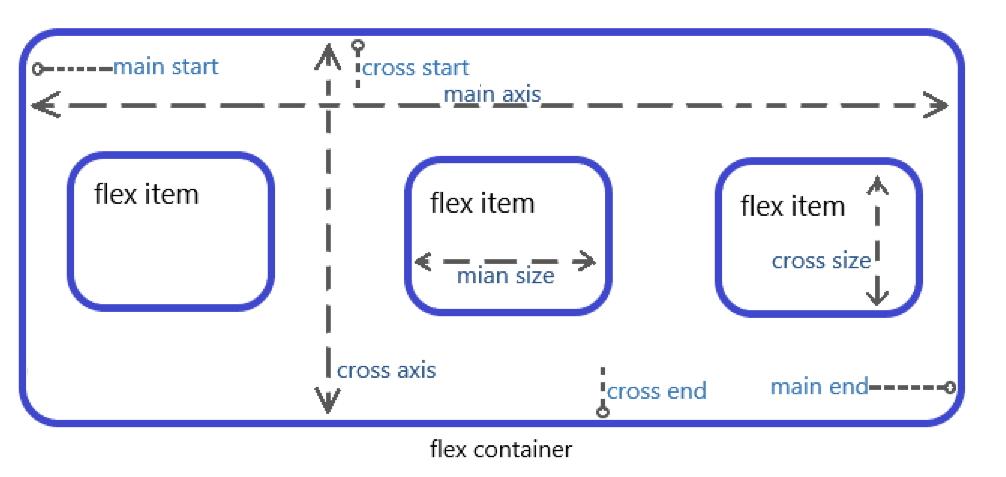 main start
cross start
main axis
flex item
flex item
flex item
mian size
cross size
cross axis
cross end
main end
flex container